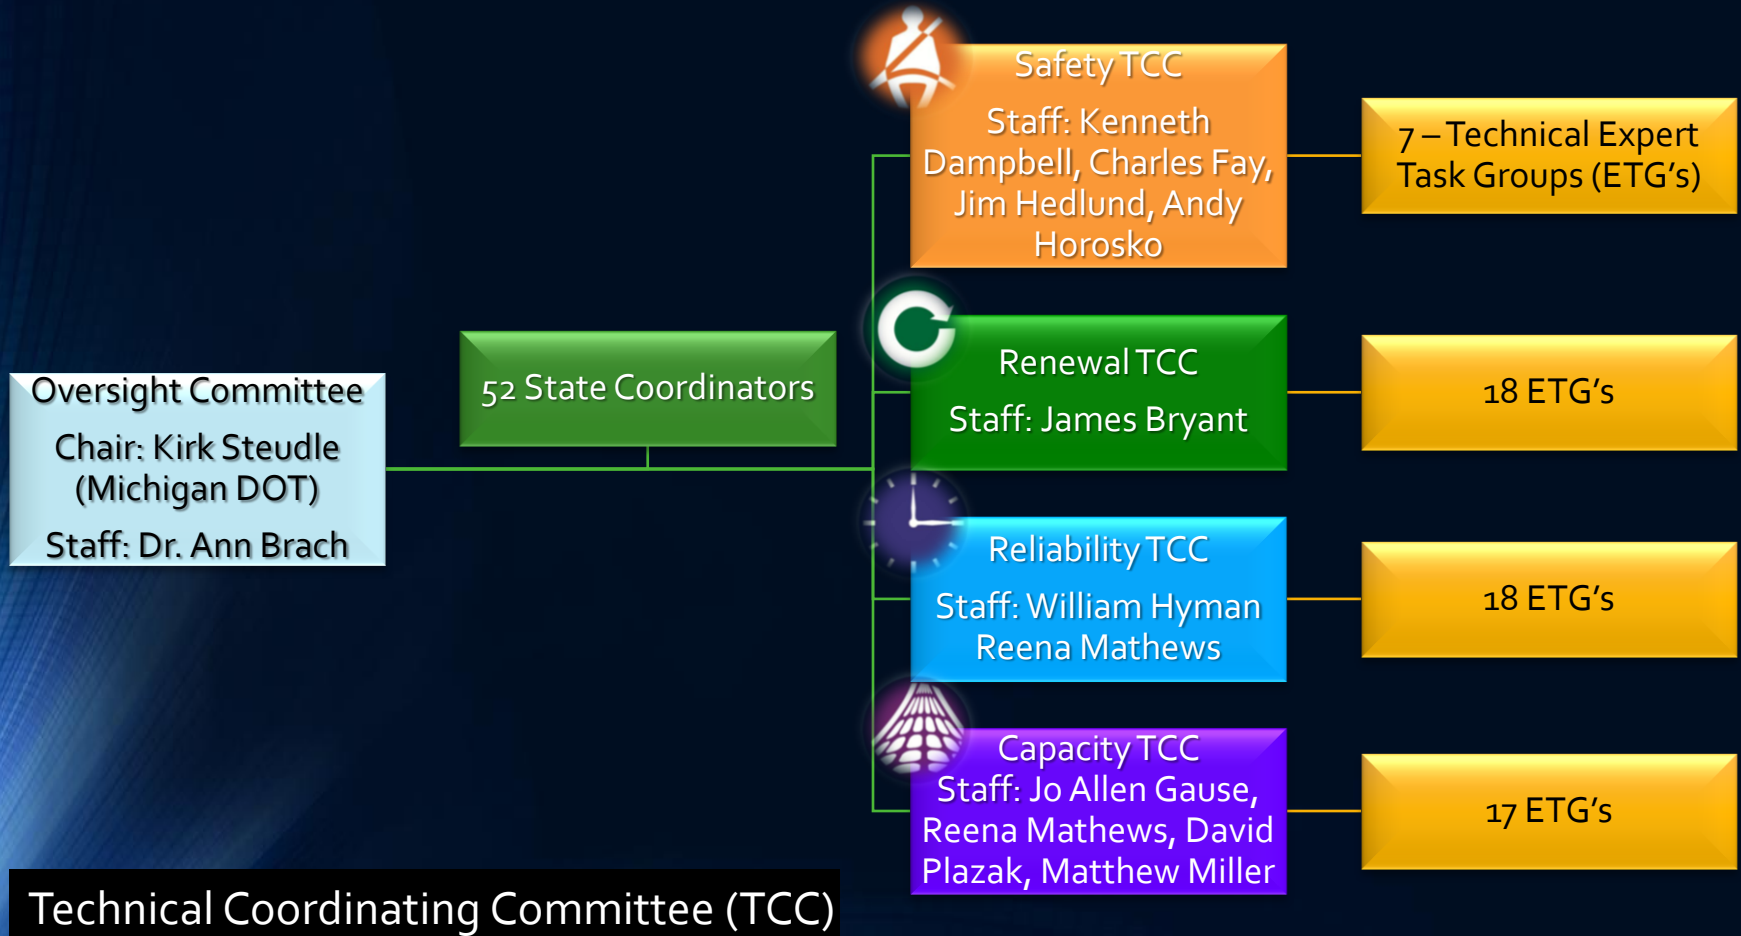 Oversight Committee
Chair: Kirk Steudle
(Michigan DOT)
Staff: Dr. Ann Brach
52 State Coordinators
Safety TCC
Staff: Kenneth
Dampbell, Charles Fay,
Jim Hedlund, Andy
Horosko
7 – Technical Expert
Task Groups (ETG's)
Renewal TCC
Staff: James Bryant
18 ETG's
Reliability TCC
Staff: William Hyman
Reena Mathews
18 ETG's
Capacity TCC
Staff: Jo Allen Gause,
Reena Mathews, David
Plazak, Matthew Miller
17 ETG's
Technical Coordinating Committee (TCC)